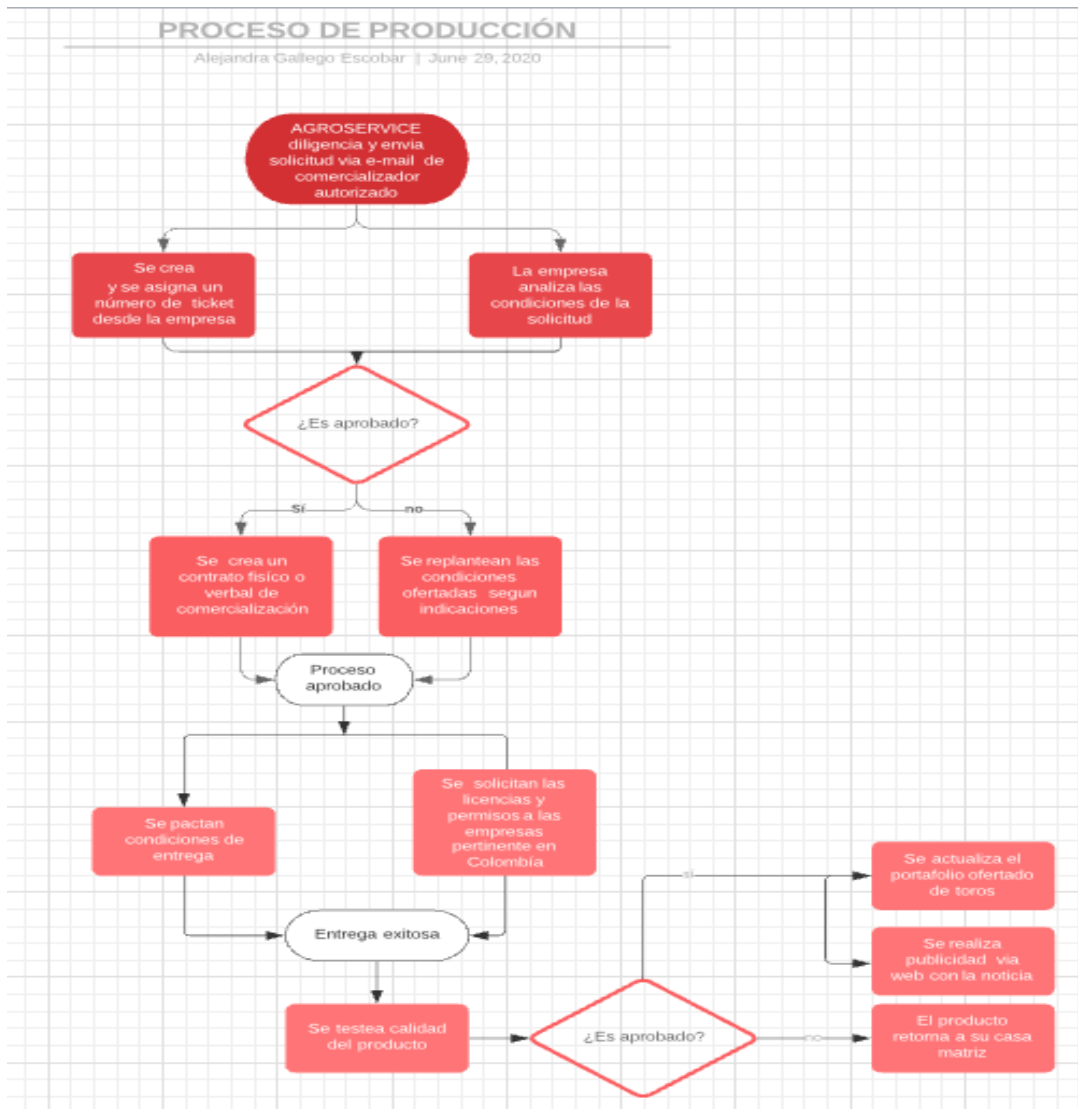 PROCESO DE PRODUCCIÓN
Alejandra Gallego Escobar | June 29, 2020
AGROSERVICE
diligencia y envia
solicitud via e-mail de
comercializador
autorizado
Se crea
y se asigna un
número de ticket
desde la empresa
La empresa
analiza las
condiciones de la
solicitud
¿Es aprobado?
Sí
no
Se crea un
contrato fisíco o
verbal de
comercialización
Se replantean las
condiciones
ofertadas segun
indicaciones
Proceso
aprobado
Se pactan
condiciones de
entrega
Se solicitan las
licencias y
permisos a las
empresas
pertinente en
Colombía
Entrega exitosa
Se testea calidad
del producto
¿Es aprobado?
si
no
Se actualiza el
portafolio ofertado
de toros
Se realiza
publicidad via
web con la noticia
El producto
retorna a su casa
matriz